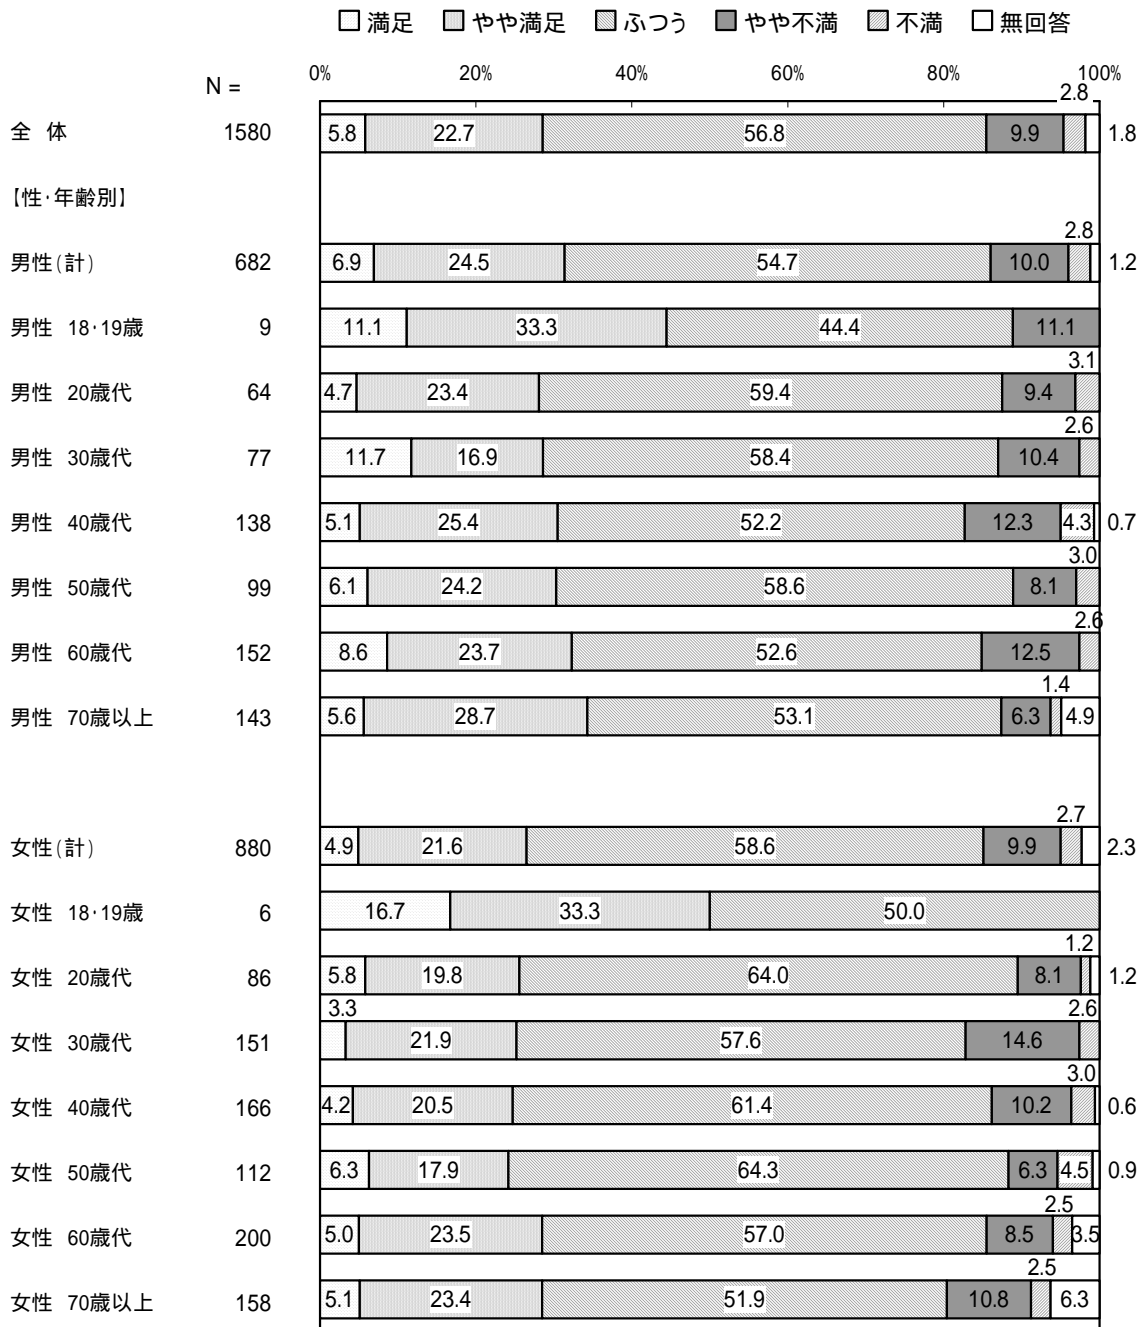 満足 やや満足 ふつう やや不満 不満 無回答
N = 0% 20% 40% 60% 80% 100%
2.8
全 体 1580 5.8 22.7 56.8 9.9 1.8
【性・年齢別】
2.8
男性(計) 682 6.9 24.5 54.7 10.0 1.2
男性 18・19歳 9 11.1 33.3 44.4 11.1
3.1
男性 20歳代 64 4.7 23.4 59.4 9.4
2.6
男性 30歳代 77 11.7 16.9 58.4 10.4
男性 40歳代 138 5.1 25.4 52.2 12.3 4.3 0.7
3.0
男性 50歳代 99 6.1 24.2 58.6 8.1
2.6
男性 60歳代 152 8.6 23.7 52.6 12.5
1.4
男性 70歳以上 143 5.6 28.7 53.1 6.3 4.9
2.7
女性(計) 880 4.9 21.6 58.6 9.9 2.3
女性 18・19歳 6 16.7 33.3 50.0
1.2
女性 20歳代 86 5.8 19.8 64.0 8.1 1.2
3.3 2.6
女性 30歳代 151 21.9 57.6 14.6
3.0
女性 40歳代 166 4.2 20.5 61.4 10.2 0.6
女性 50歳代 112 6.3 17.9 64.3 6.3 4.5 0.9
2.5
女性 60歳代 200 5.0 23.5 57.0 8.5 3.5
2.5
女性 70歳以上 158 5.1 23.4 51.9 10.8 6.3